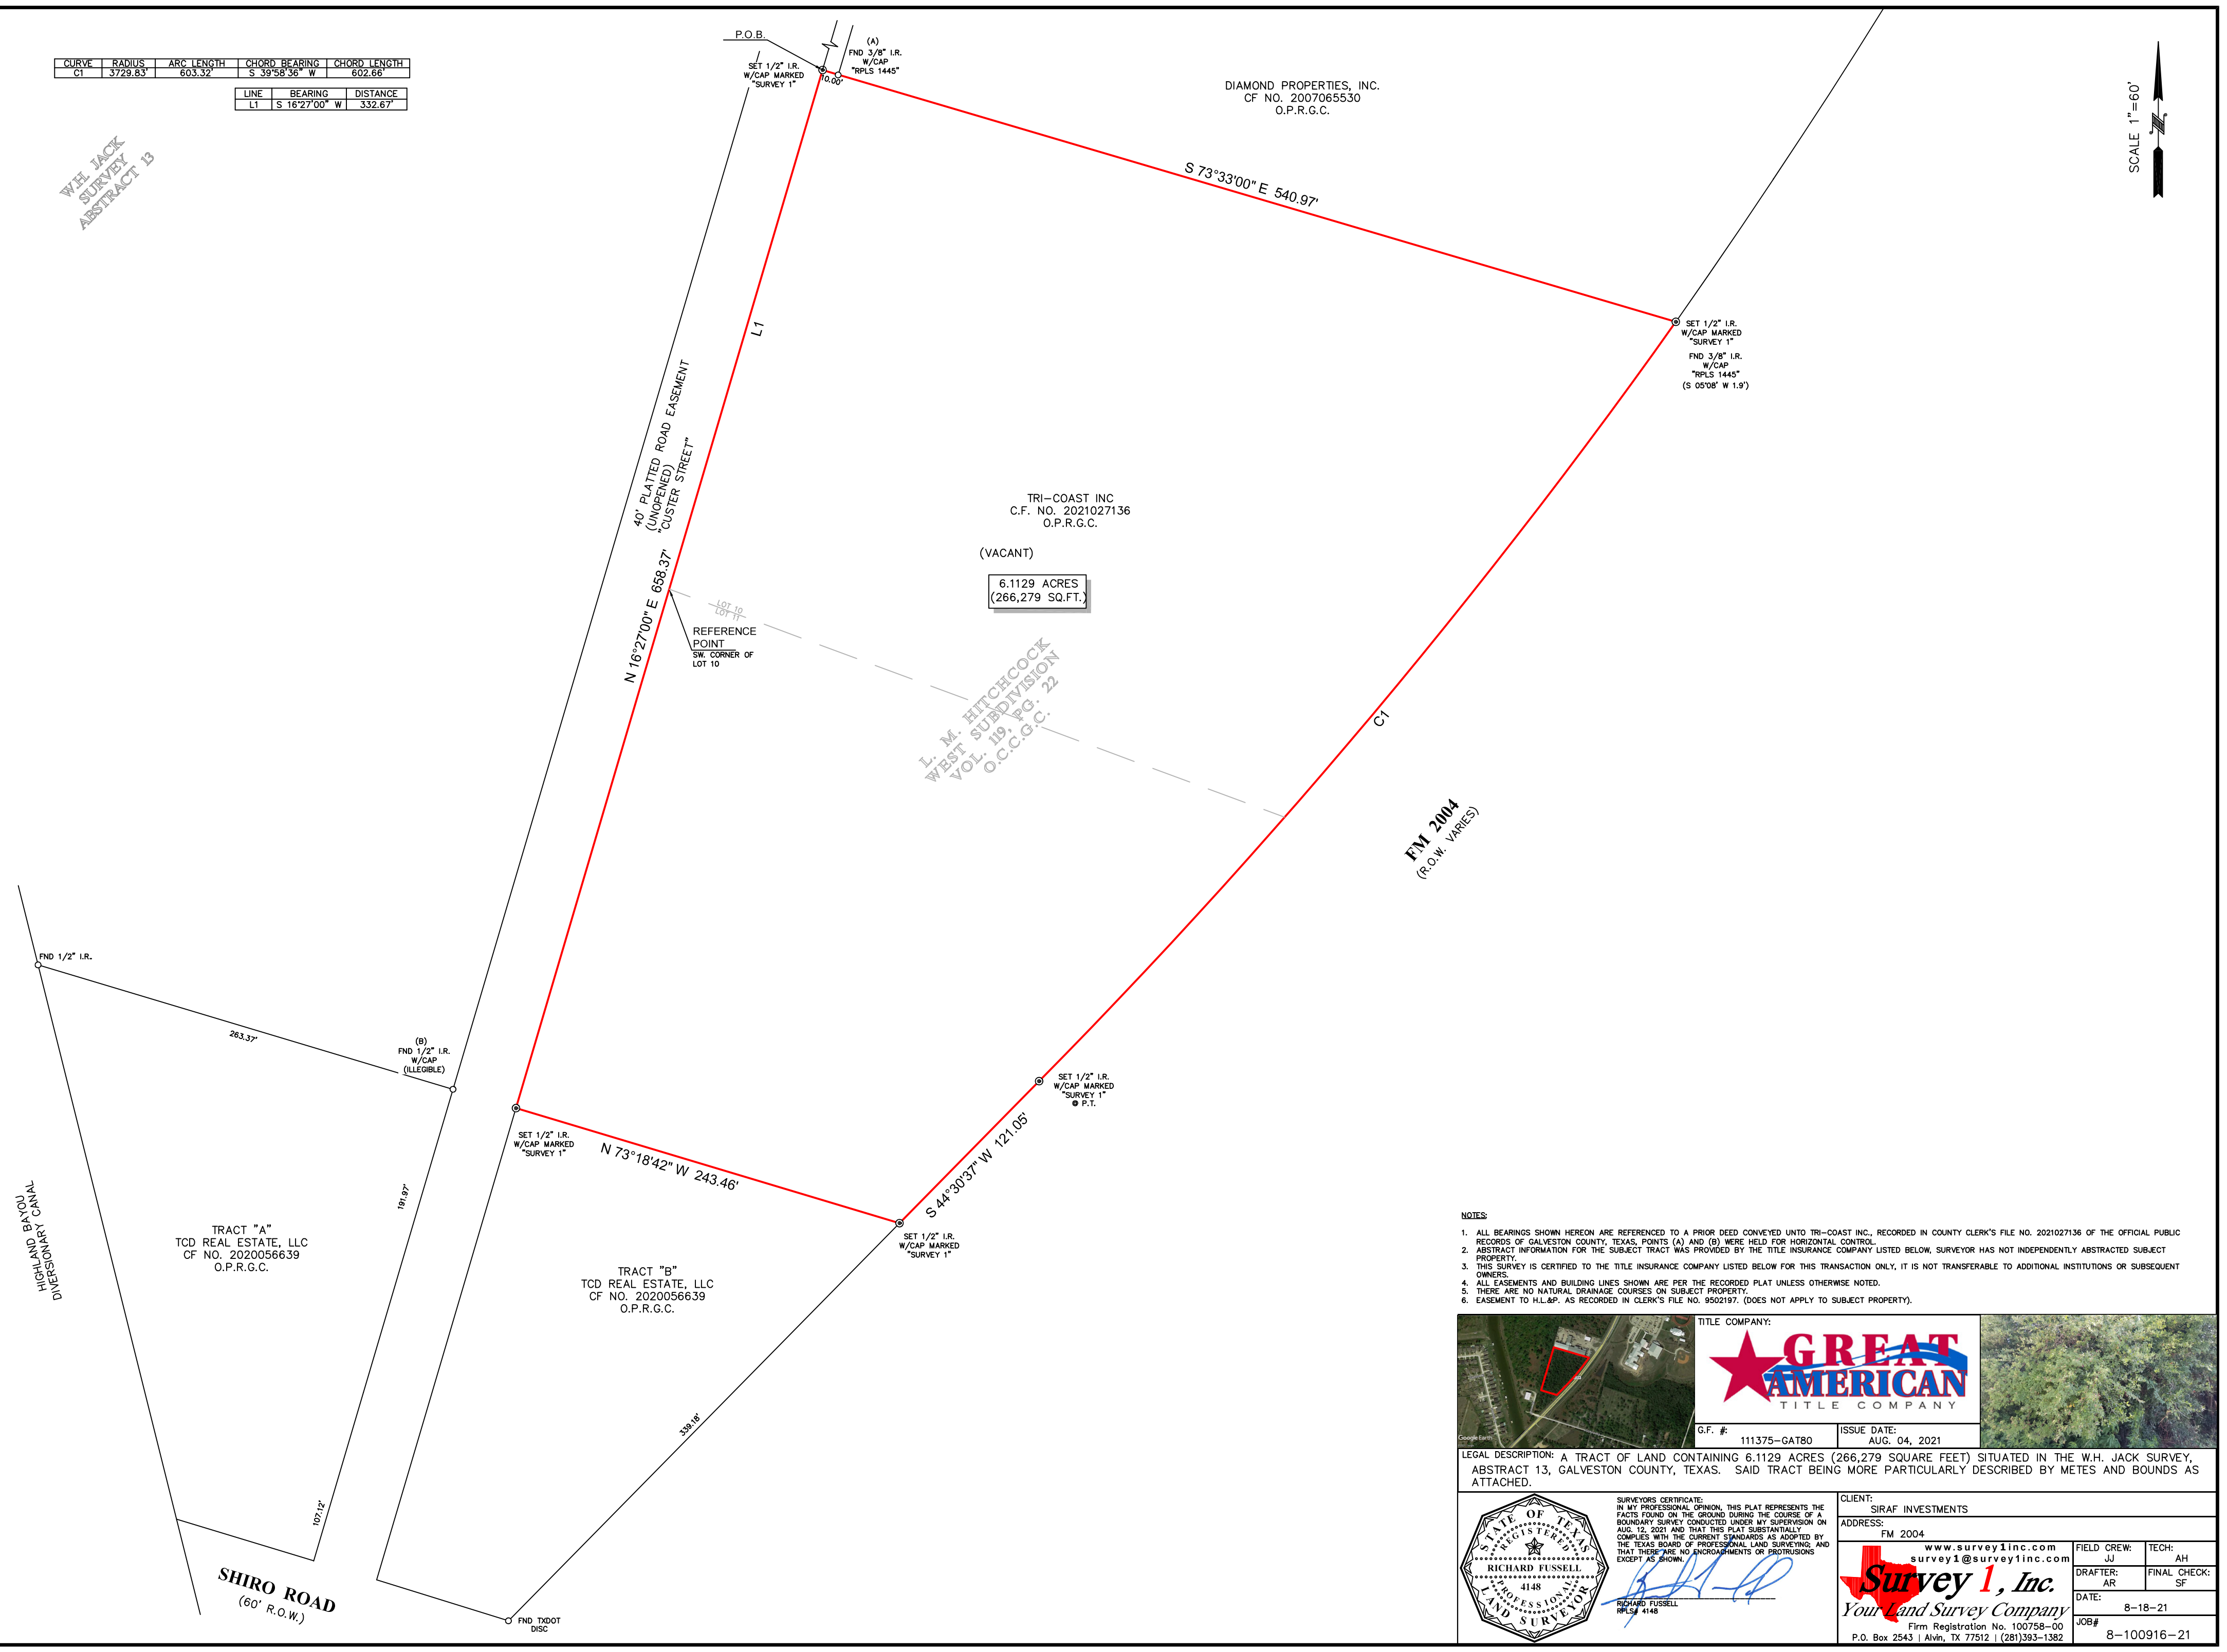 CURVE RADIUS ARC LENGTH CHORD BEARING CHORD LENGTH
C1 3729.83' 603.32' S 39°58'36" W 602.66'
LINE BEARING DISTANCE
L1 S 16°27'00" W 332.67'
W.H. JACK
SURVEY
ABSTRACT 13
P.O.B.
SET 1/2" I.R.
W/CAP MARKED
"SURVEY 1"
(A)
FND 3/8" I.R.
W/CAP
"RPLS 1445"
10.00'
DIAMOND PROPERTIES, INC.
CF NO. 2007065530
O.P.R.G.C.
SCALE 1"=60'
S 73°33'00" E 540.97'
SET 1/2" I.R.
W/CAP MARKED
"SURVEY 1"
FND 3/8" I.R.
W/CAP
"RPLS 1445"
(S 05°08' W 1.9')
L1
40' PLATTED ROAD EASEMENT
(UNOPENED)
"CUSTER STREET"
N 16°27'00" E 658.37'
TRI-COAST INC
C.F. NO. 2021027136
O.P.R.G.C.
(VACANT)
6.1129 ACRES
(266,279 SQ.FT.)
LOT 10
LOT 11
REFERENCE
POINT
SW. CORNER OF
LOT 10
L. M. HITCHCOCK
WEST SUBDIVISION
VOL. 119, PG. 22
O.C.C.G.C.
C1
FM 2004
(R.O.W. VARIES)
FND 1/2" I.R.
263.37'
(B)
FND 1/2" I.R.
W/CAP
(ILLEGIBLE)
SET 1/2" I.R.
W/CAP MARKED
"SURVEY 1"
@ P.T.
SET 1/2" I.R.
W/CAP MARKED
"SURVEY 1"
N 73°18'42" W 243.46'
S 44°30'37" W 121.05'
SET 1/2" I.R.
W/CAP MARKED
"SURVEY 1"
191.97'
HIGHLAND BAYOU
DIVERSIONARY CANAL
TRACT "A"
TCD REAL ESTATE, LLC
CF NO. 2020056639
O.P.R.G.C.
TRACT "B"
TCD REAL ESTATE, LLC
CF NO. 2020056639
O.P.R.G.C.
339.18'
107.12'
SHIRO ROAD
(60' R.O.W.)
FND TXDOT
DISC
NOTES:
1. ALL BEARINGS SHOWN HEREON ARE REFERENCED TO A PRIOR DEED CONVEYED UNTO TRI-COAST INC., RECORDED IN COUNTY CLERK'S FILE NO. 2021027136 OF THE OFFICIAL PUBLIC
RECORDS OF GALVESTON COUNTY, TEXAS, POINTS (A) AND (B) WERE HELD FOR HORIZONTAL CONTROL.
2. ABSTRACT INFORMATION FOR THE SUBJECT TRACT WAS PROVIDED BY THE TITLE INSURANCE COMPANY LISTED BELOW, SURVEYOR HAS NOT INDEPENDENTLY ABSTRACTED SUBJECT
PROPERTY.
3. THIS SURVEY IS CERTIFIED TO THE TITLE INSURANCE COMPANY LISTED BELOW FOR THIS TRANSACTION ONLY, IT IS NOT TRANSFERABLE TO ADDITIONAL INSTITUTIONS OR SUBSEQUENT
OWNERS.
4. ALL EASEMENTS AND BUILDING LINES SHOWN ARE PER THE RECORDED PLAT UNLESS OTHERWISE NOTED.
5. THERE ARE NO NATURAL DRAINAGE COURSES ON SUBJECT PROPERTY.
6. EASEMENT TO H.L.&P. AS RECORDED IN CLERK'S FILE NO. 9502197. (DOES NOT APPLY TO SUBJECT PROPERTY).
Google Earth
TITLE COMPANY:
GREAT
AMERICAN
TITLE COMPANY
G.F. #:
111375-GAT80
ISSUE DATE:
AUG. 04, 2021
LEGAL DESCRIPTION: A TRACT OF LAND CONTAINING 6.1129 ACRES (266,279 SQUARE FEET) SITUATED IN THE W.H. JACK SURVEY,
ABSTRACT 13, GALVESTON COUNTY, TEXAS. SAID TRACT BEING MORE PARTICULARLY DESCRIBED BY METES AND BOUNDS AS
ATTACHED.
STATE OF TEXAS
REGISTERED
RICHARD FUSSELL
4148
PROFESSIONAL
LAND SURVEYOR
SURVEYORS CERTIFICATE:
IN MY PROFESSIONAL OPINION, THIS PLAT REPRESENTS THE
FACTS FOUND ON THE GROUND DURING THE COURSE OF A
BOUNDARY SURVEY CONDUCTED UNDER MY SUPERVISION ON
AUG. 12, 2021 AND THAT THIS PLAT SUBSTANTIALLY
COMPLIES WITH THE CURRENT STANDARDS AS ADOPTED BY
THE TEXAS BOARD OF PROFESSIONAL LAND SURVEYING; AND
THAT THERE ARE NO ENCROACHMENTS OR PROTRUSIONS
EXCEPT AS SHOWN.
RICHARD FUSSELL
RPLS# 4148
CLIENT:
SIRAF INVESTMENTS
ADDRESS:
FM 2004
www.survey1inc.com
survey1@survey1inc.com
Survey 1, Inc.
Your Land Survey Company
Firm Registration No. 100758-00
P.O. Box 2543 | Alvin, TX 77512 | (281)393-1382
FIELD CREW:
JJ
TECH:
AH
DRAFTER:
AR
FINAL CHECK:
SF
DATE:
8-18-21
JOB#
8-100916-21